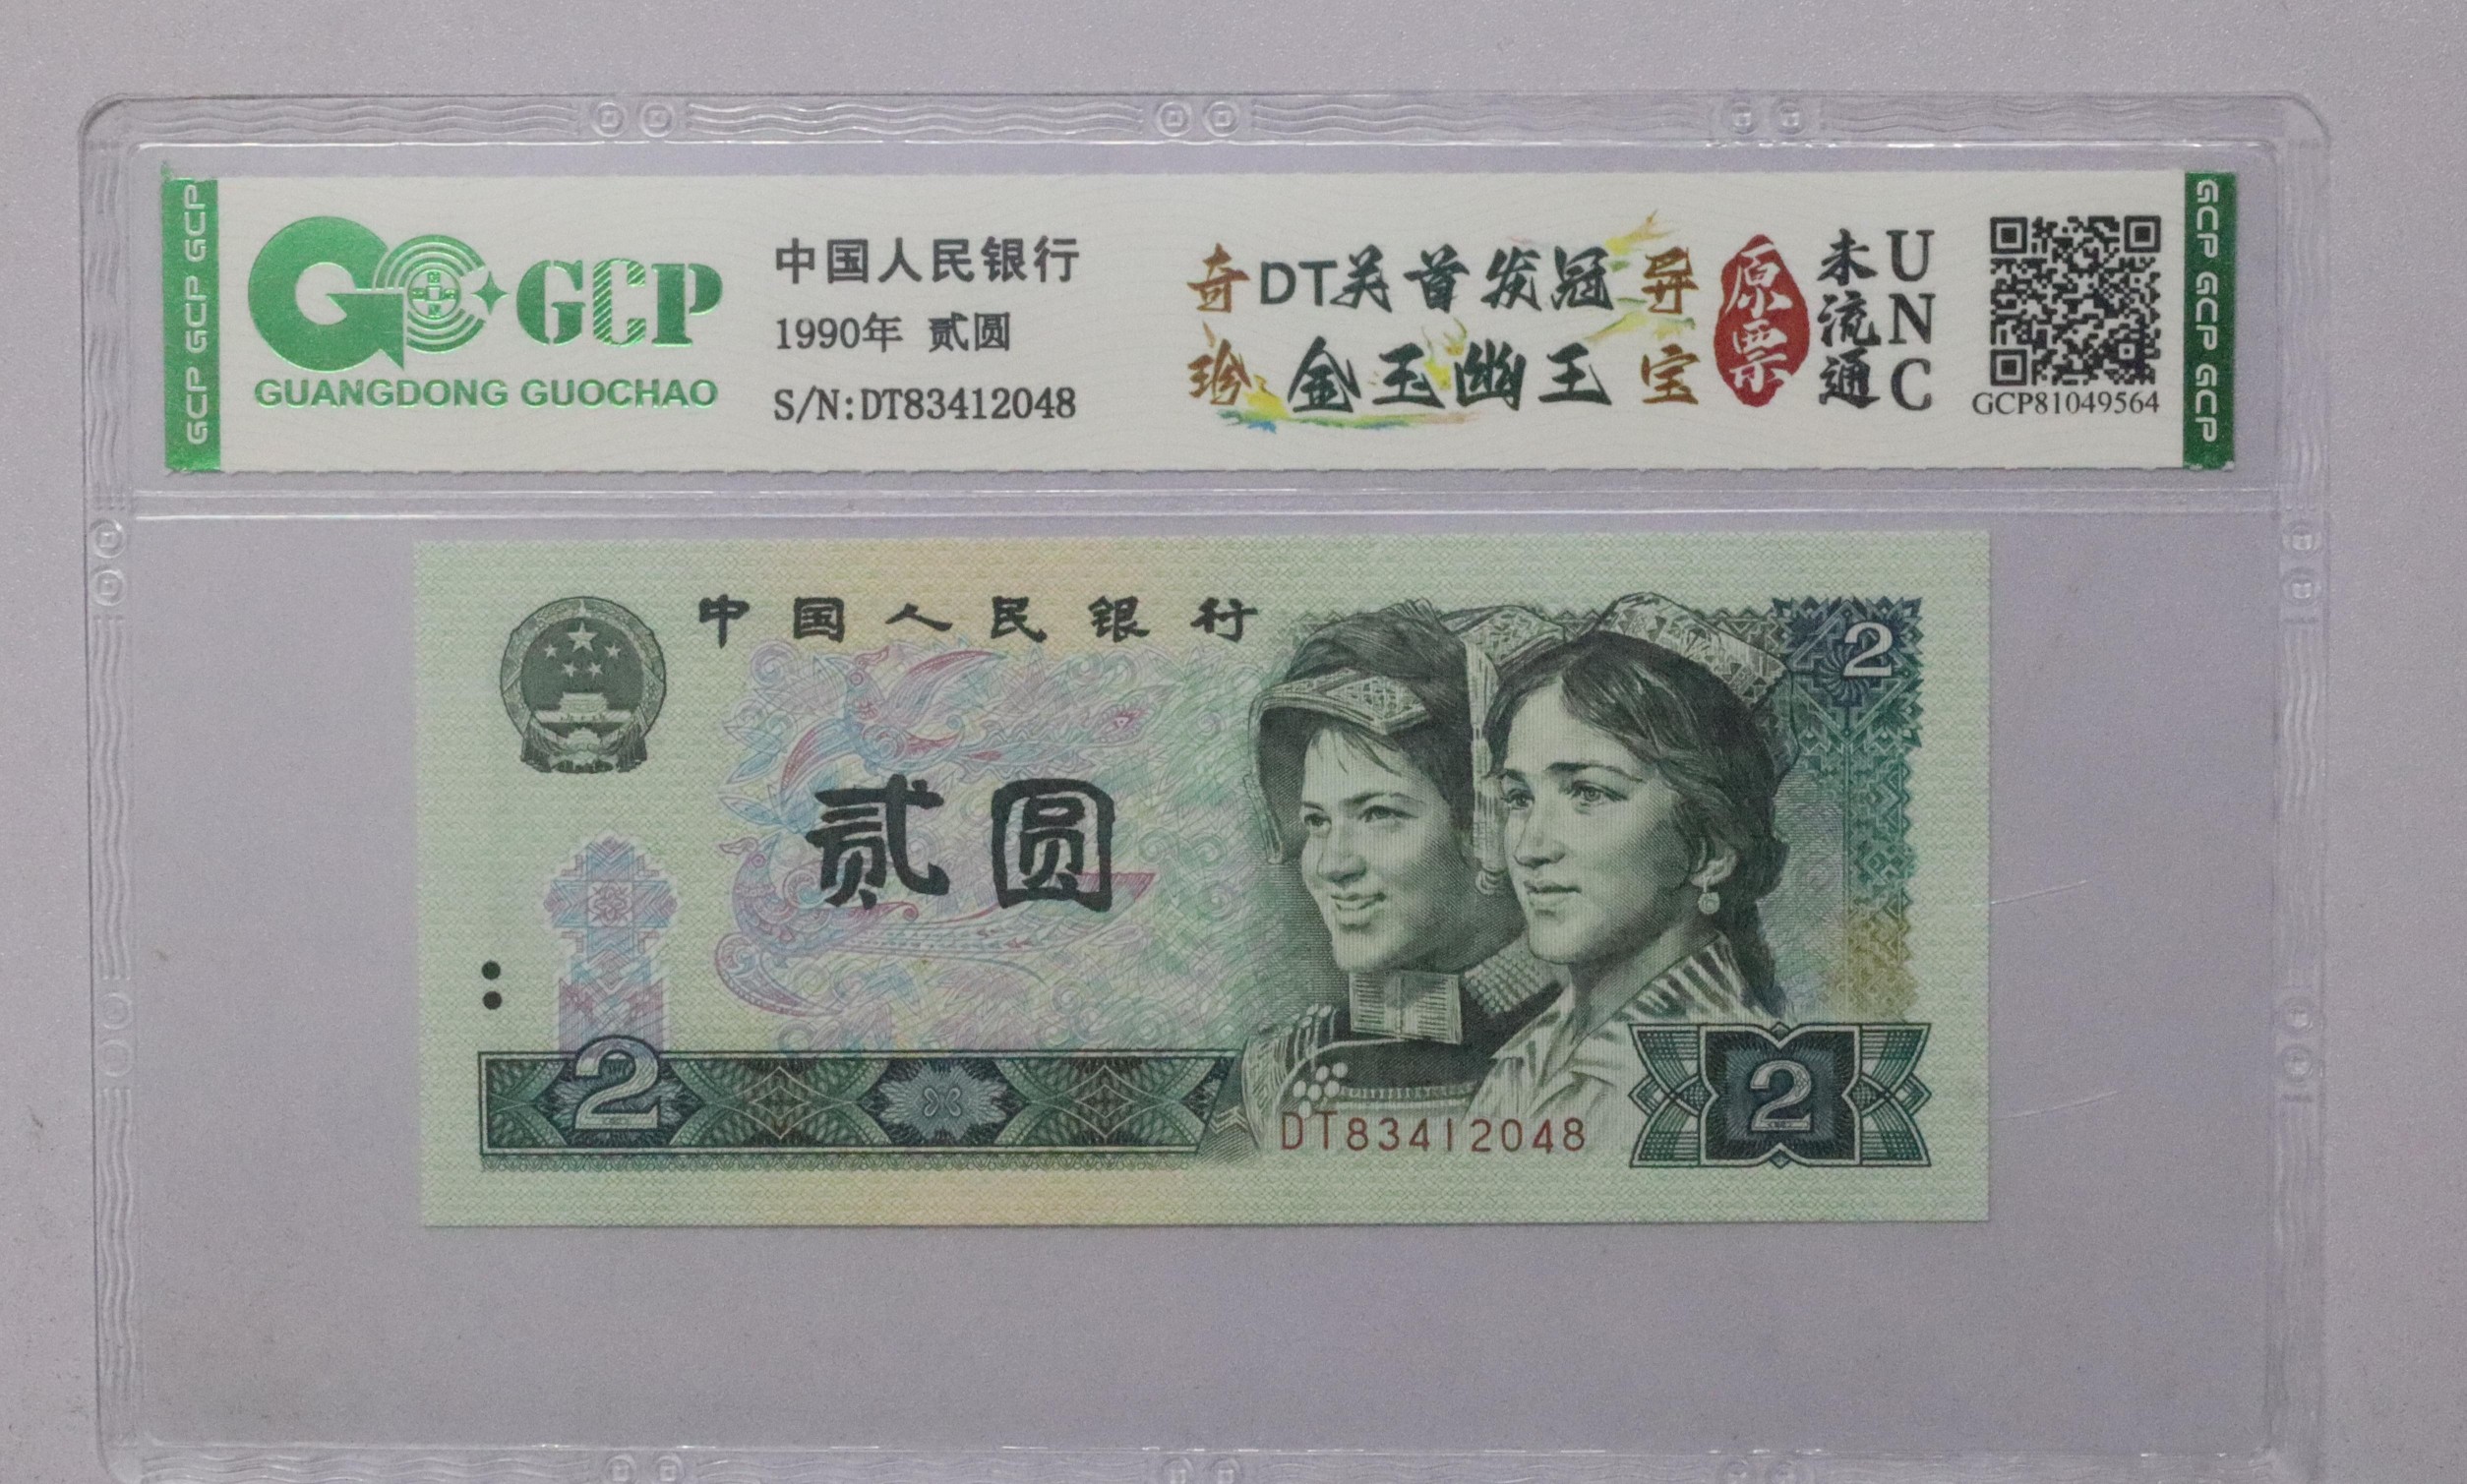 GCP GCP GCP
GCP
GUANGDONG GUOCHAO
中国人民银行
1990年 贰圆
S/N:DT83412048
奇DT关首发冠异
珍金玉幽王宝
原票
未流通
UNC
GCP81049564
GCP GCP GCP
中国人民银行
2
贰圆
2
2
DT83412048